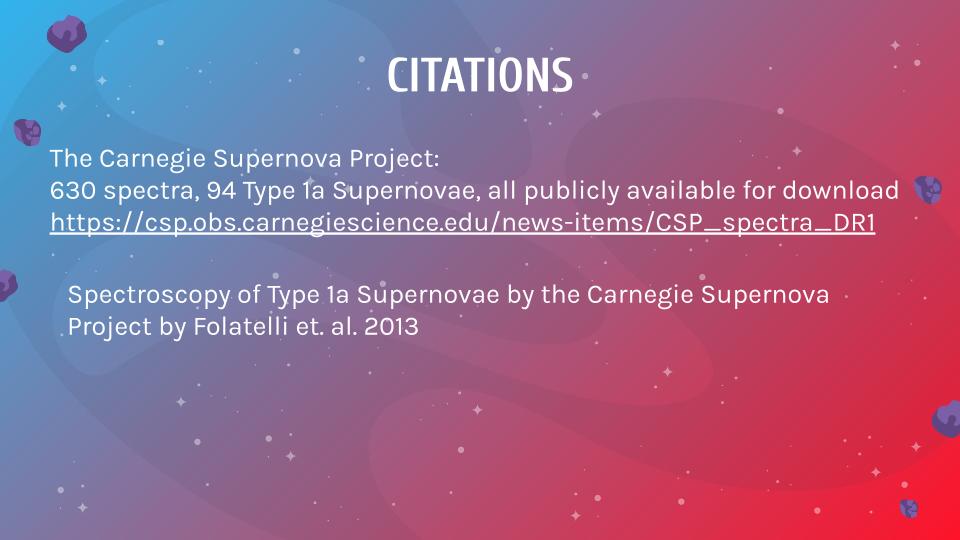 CITATIONS
The Carnegie Supernova Project:
630 spectra, 94 Type 1a Supernovae, all publicly available for download
https://csp.obs.carnegiescience.edu/news-items/CSP_spectra_DR1
Spectroscopy of Type 1a Supernovae by the Carnegie Supernova
Project by Folatelli et. al. 2013